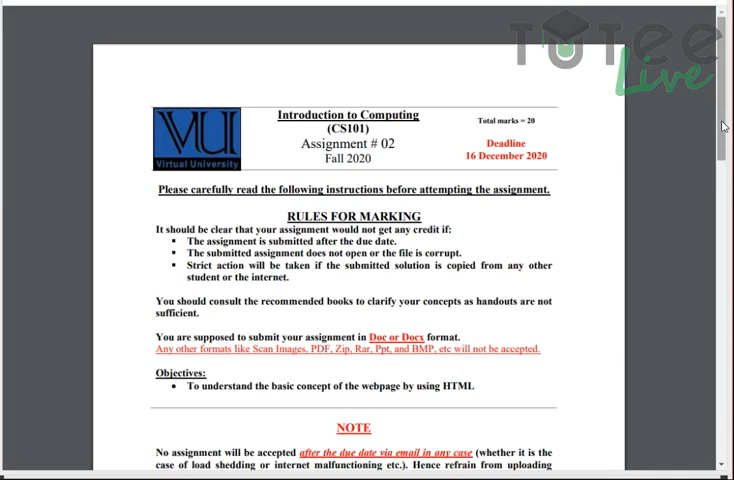 TUTEE
Live
VU
Virtual University
Introduction to Computing
(CS101)
Assignment # 02
Fall 2020
Total marks = 20
Deadline
16 December 2020
Please carefully read the following instructions before attempting the assignment.
RULES FOR MARKING
It should be clear that your assignment would not get any credit if:
▪ The assignment is submitted after the due date.
▪ The submitted assignment does not open or the file is corrupt.
▪ Strict action will be taken if the submitted solution is copied from any other
student or the internet.
You should consult the recommended books to clarify your concepts as handouts are not
sufficient.
You are supposed to submit your assignment in Doc or Docx format.
Any other formats like Scan Images, PDF, Zip, Rar, Ppt, and BMP, etc will not be accepted.
Objectives:
• To understand the basic concept of the webpage by using HTML
NOTE
No assignment will be accepted after the due date via email in any case (whether it is the
case of load shedding or internet malfunctioning etc.). Hence refrain from uploading